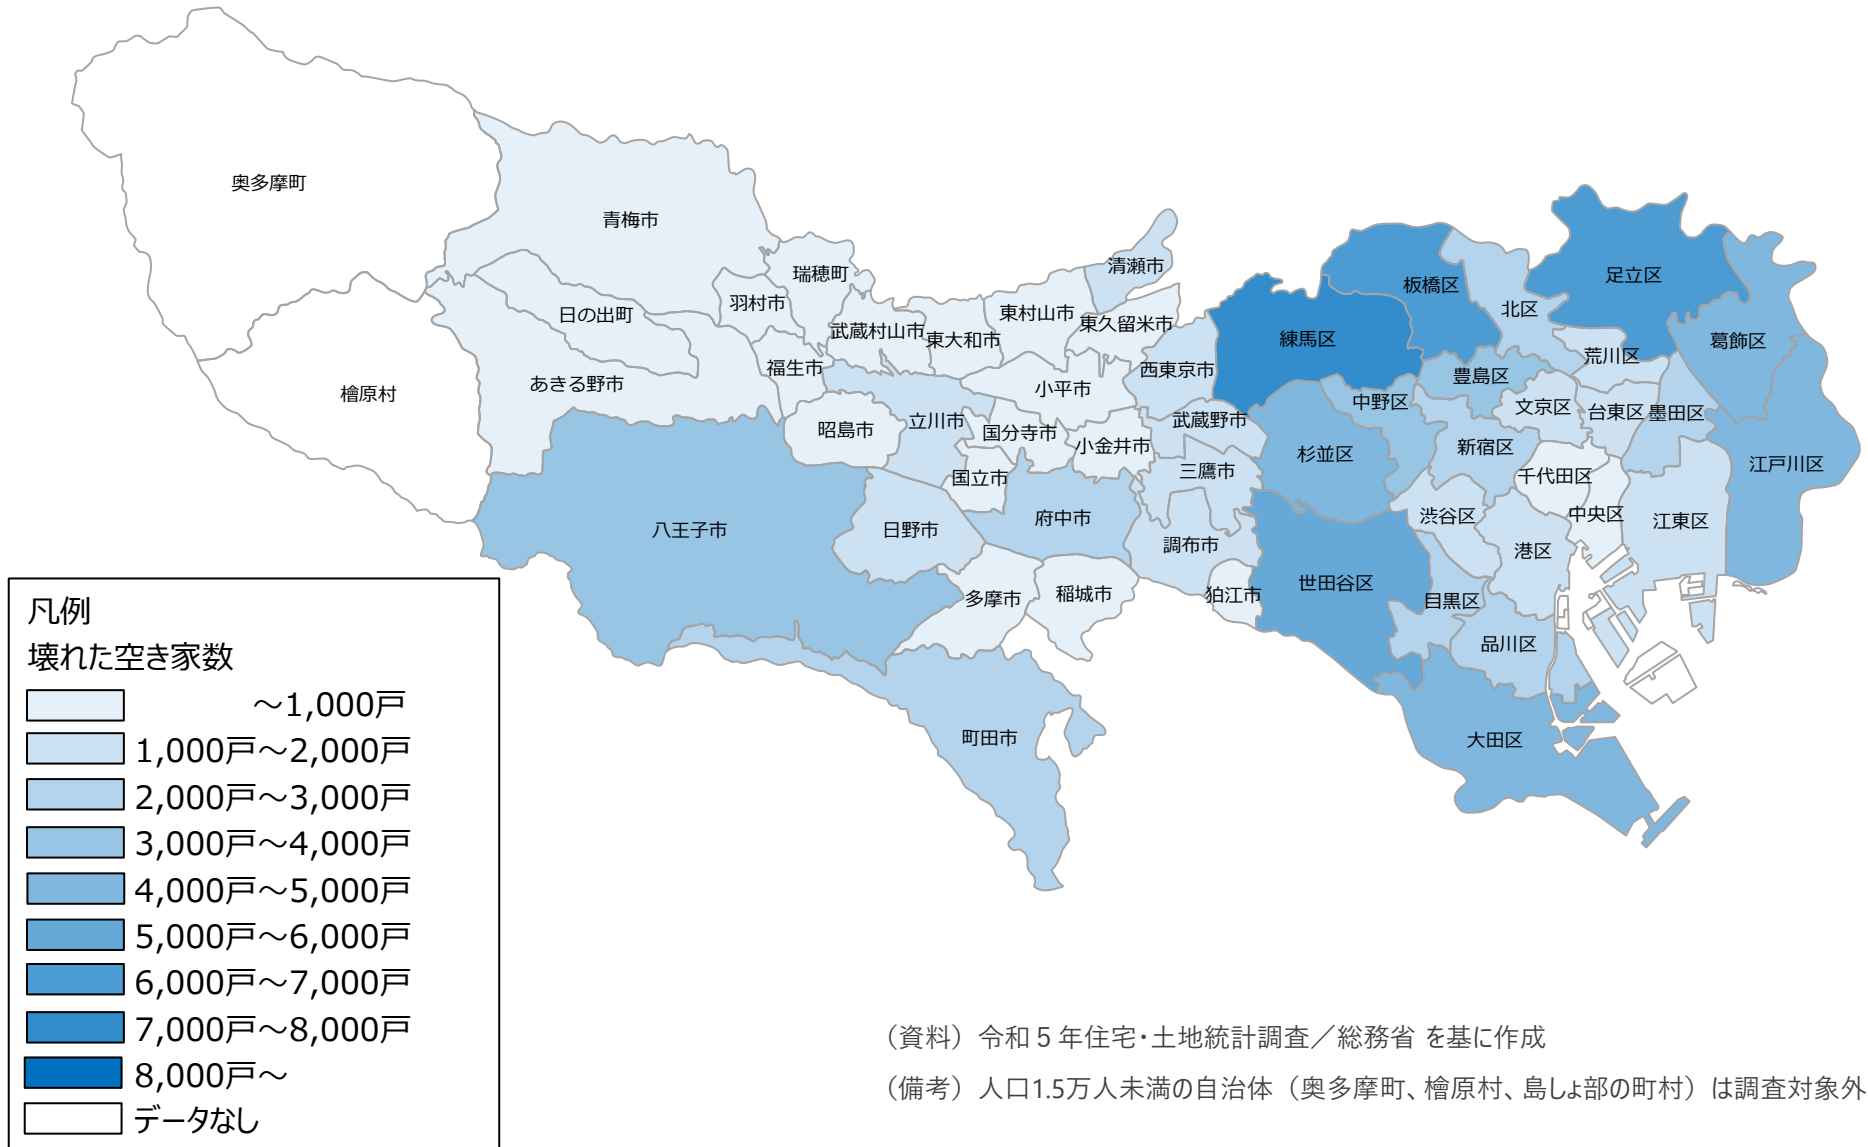 奥多摩町
青梅市
瑞穂町
清瀬市
羽村市
日の出町
東村山市
東久留米市
武蔵村山市
東大和市
福生市
西東京市
あきる野市
檜原村
小平市
立川市
武蔵野市
昭島市
国分寺市
小金井市
国立市
三鷹市
八王子市
日野市
府中市
調布市
多摩市
稲城市
狛江市
町田市
足立区
板橋区
北区
練馬区
葛飾区
荒川区
豊島区
中野区
文京区
台東区
墨田区
杉並区
新宿区
千代田区
江戸川区
渋谷区
中央区
江東区
港区
世田谷区
目黒区
品川区
大田区
凡例
壊れた空き家数
～1,000戸
1,000戸～2,000戸
2,000戸～3,000戸
3,000戸～4,000戸
4,000戸～5,000戸
5,000戸～6,000戸
6,000戸～7,000戸
7,000戸～8,000戸
8,000戸～
データなし
（資料）令和５年住宅・土地統計調査／総務省 を基に作成
（備考）人口1.5万人未満の自治体（奥多摩町、檜原村、島しょ部の町村）は調査対象外